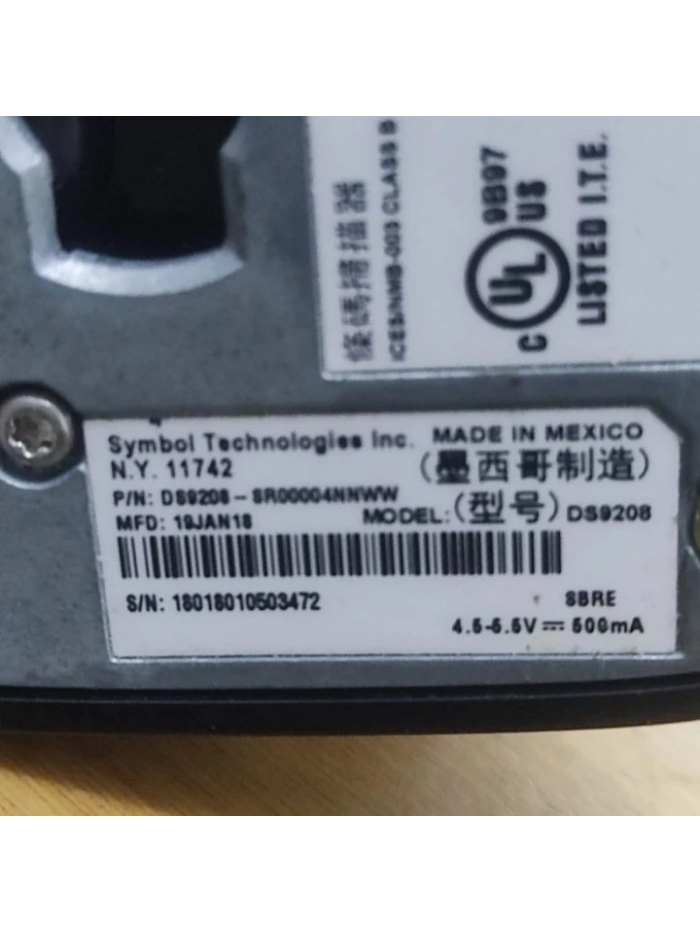 條碼掃描器
ICES/NMB-003 CLASS B
9B97
C UL US
LISTED I.T.E.
Symbol Technologies Inc.
N.Y. 11742
MADE IN MEXICO
(墨西哥制造)
P/N: DS9208-SR00004NNWW
MFD: 19JAN18
MODEL:(型号) DS9208
S/N: 18018010503472
SBRE
4.5-5.5V⎓500mA